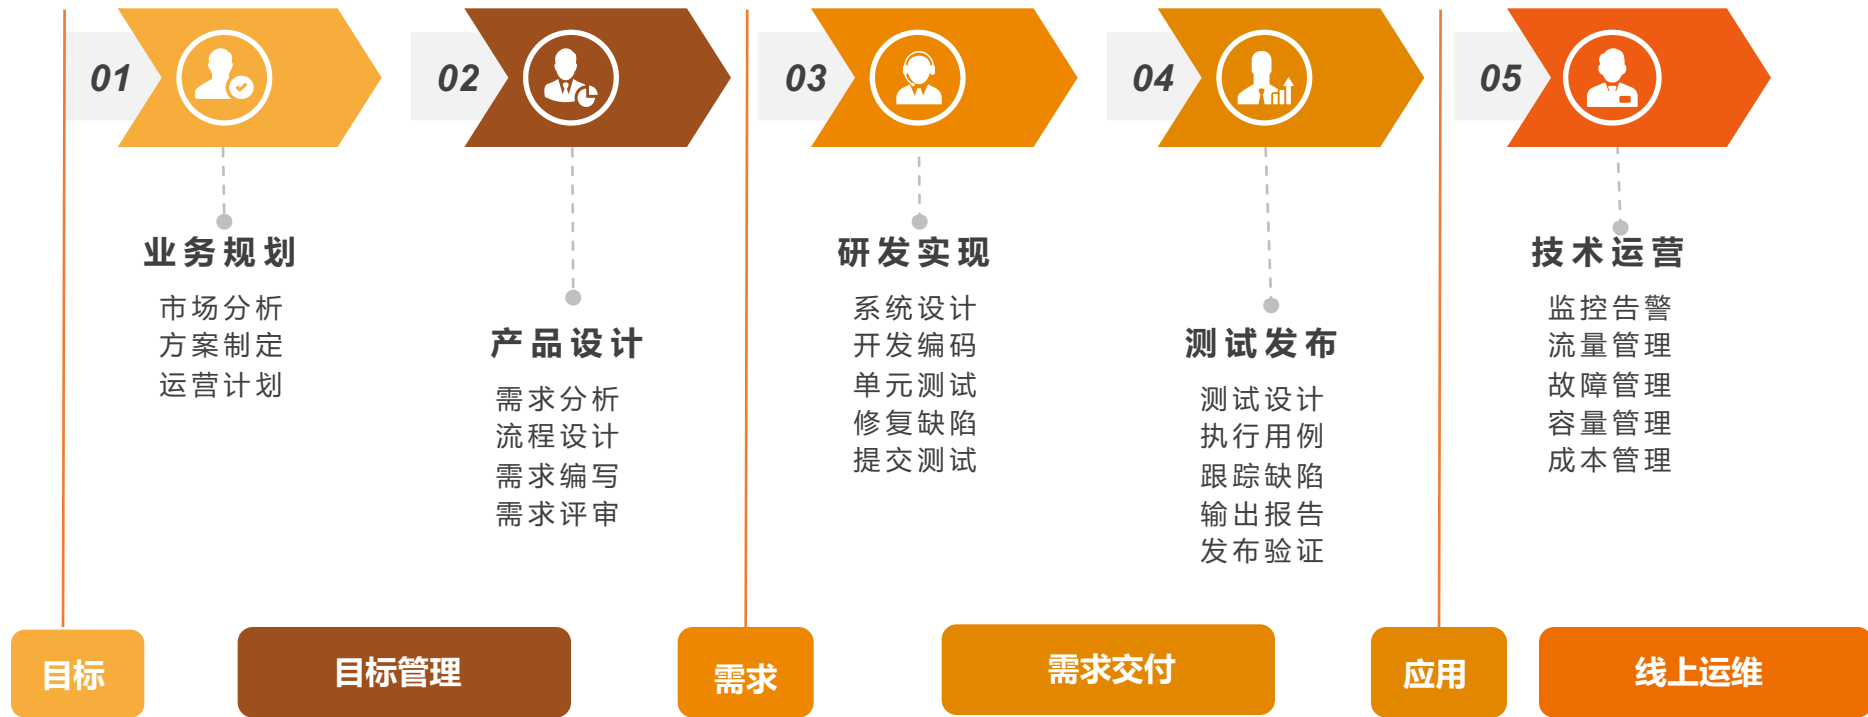 01
02
03
04
05
业务规划
市场分析
方案制定
运营计划
产品设计
需求分析
流程设计
需求编写
需求评审
研发实现
系统设计
开发编码
单元测试
修复缺陷
提交测试
测试发布
测试设计
执行用例
跟踪缺陷
输出报告
发布验证
技术运营
监控告警
流量管理
故障管理
容量管理
成本管理
目标
目标管理
需求
需求交付
应用
线上运维